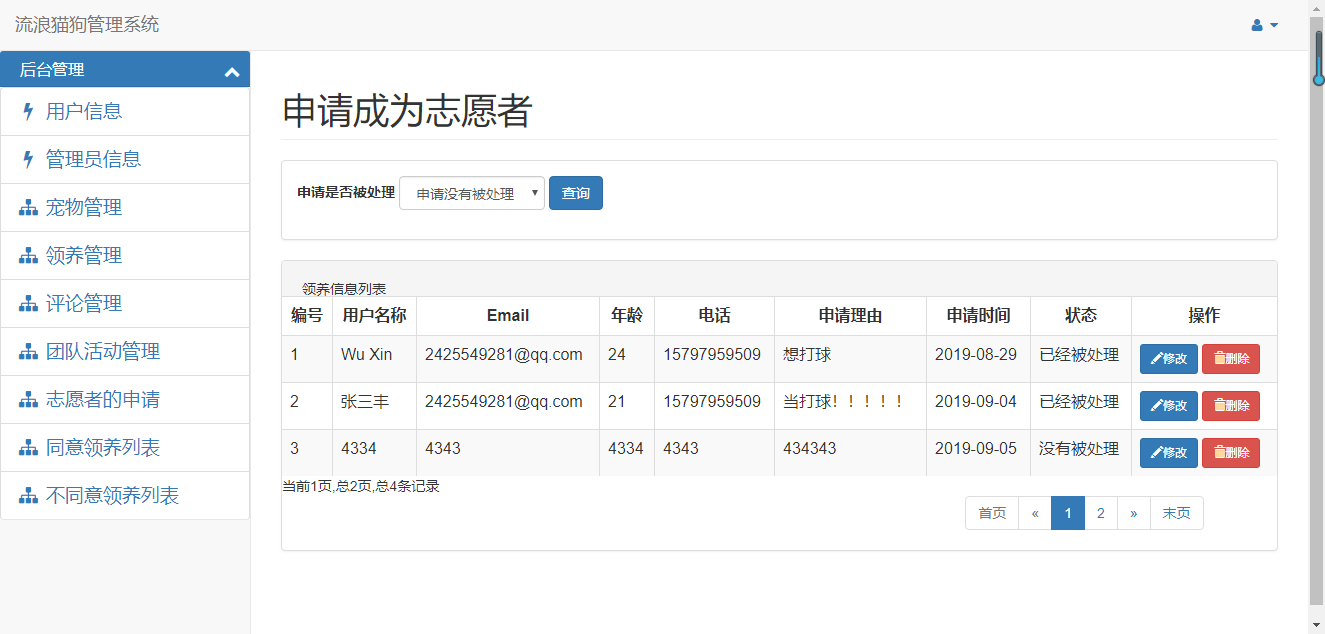 流浪猫狗管理系统
后台管理
用户信息
管理员信息
宠物管理
领养管理
评论管理
团队活动管理
志愿者的申请
同意领养列表
不同意领养列表
申请成为志愿者
申请是否被处理 申请没有被处理 查询
领养信息列表
编号 用户名称 Email 年龄 电话 申请理由 申请时间 状态 操作
1 Wu Xin 2425549281@qq.com 24 15797959509 想打球 2019-08-29 已经被处理 修改 删除
2 张三丰 2425549281@qq.com 21 15797959509 当打球！！！！！ 2019-09-04 已经被处理 修改 删除
3 4334 4343 4334 4343 434343 2019-09-05 没有被处理 修改 删除
当前1页,总2页,总4条记录
首页 « 1 2 » 末页